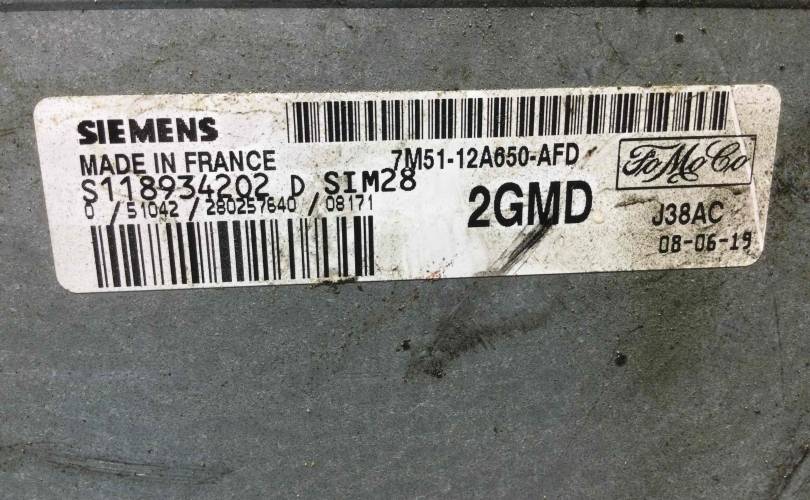 SIEMENS
MADE IN FRANCE
7M51-12A650-AFD
FoMoCo
S118934202 D SIM28
0 / 51042 / 280257640 / 08171
2GMD
J38AC
08-06-19